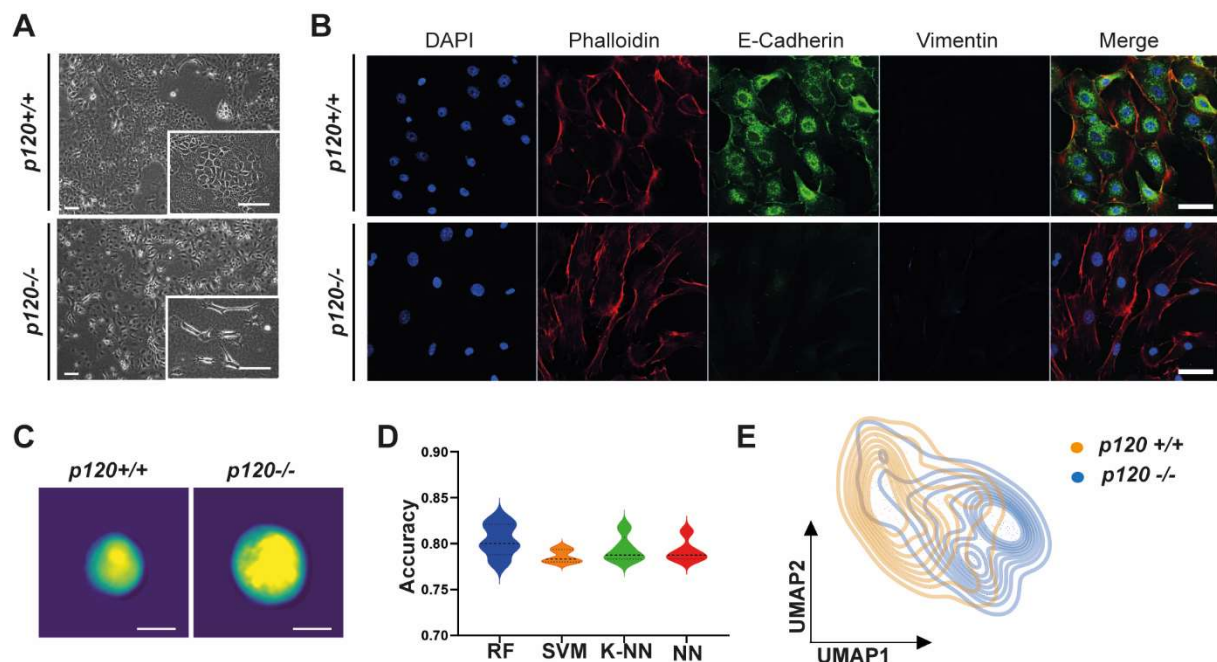 A
p120+/+
p120-/-
B
DAPI Phalloidin E-Cadherin Vimentin Merge
p120+/+
p120-/-
C
p120+/+ p120-/-
D
Accuracy
0.90
0.85
0.80
0.75
0.70
RF SVM K-NN NN
E
p120 +/+
p120 -/-
UMAP2
UMAP1